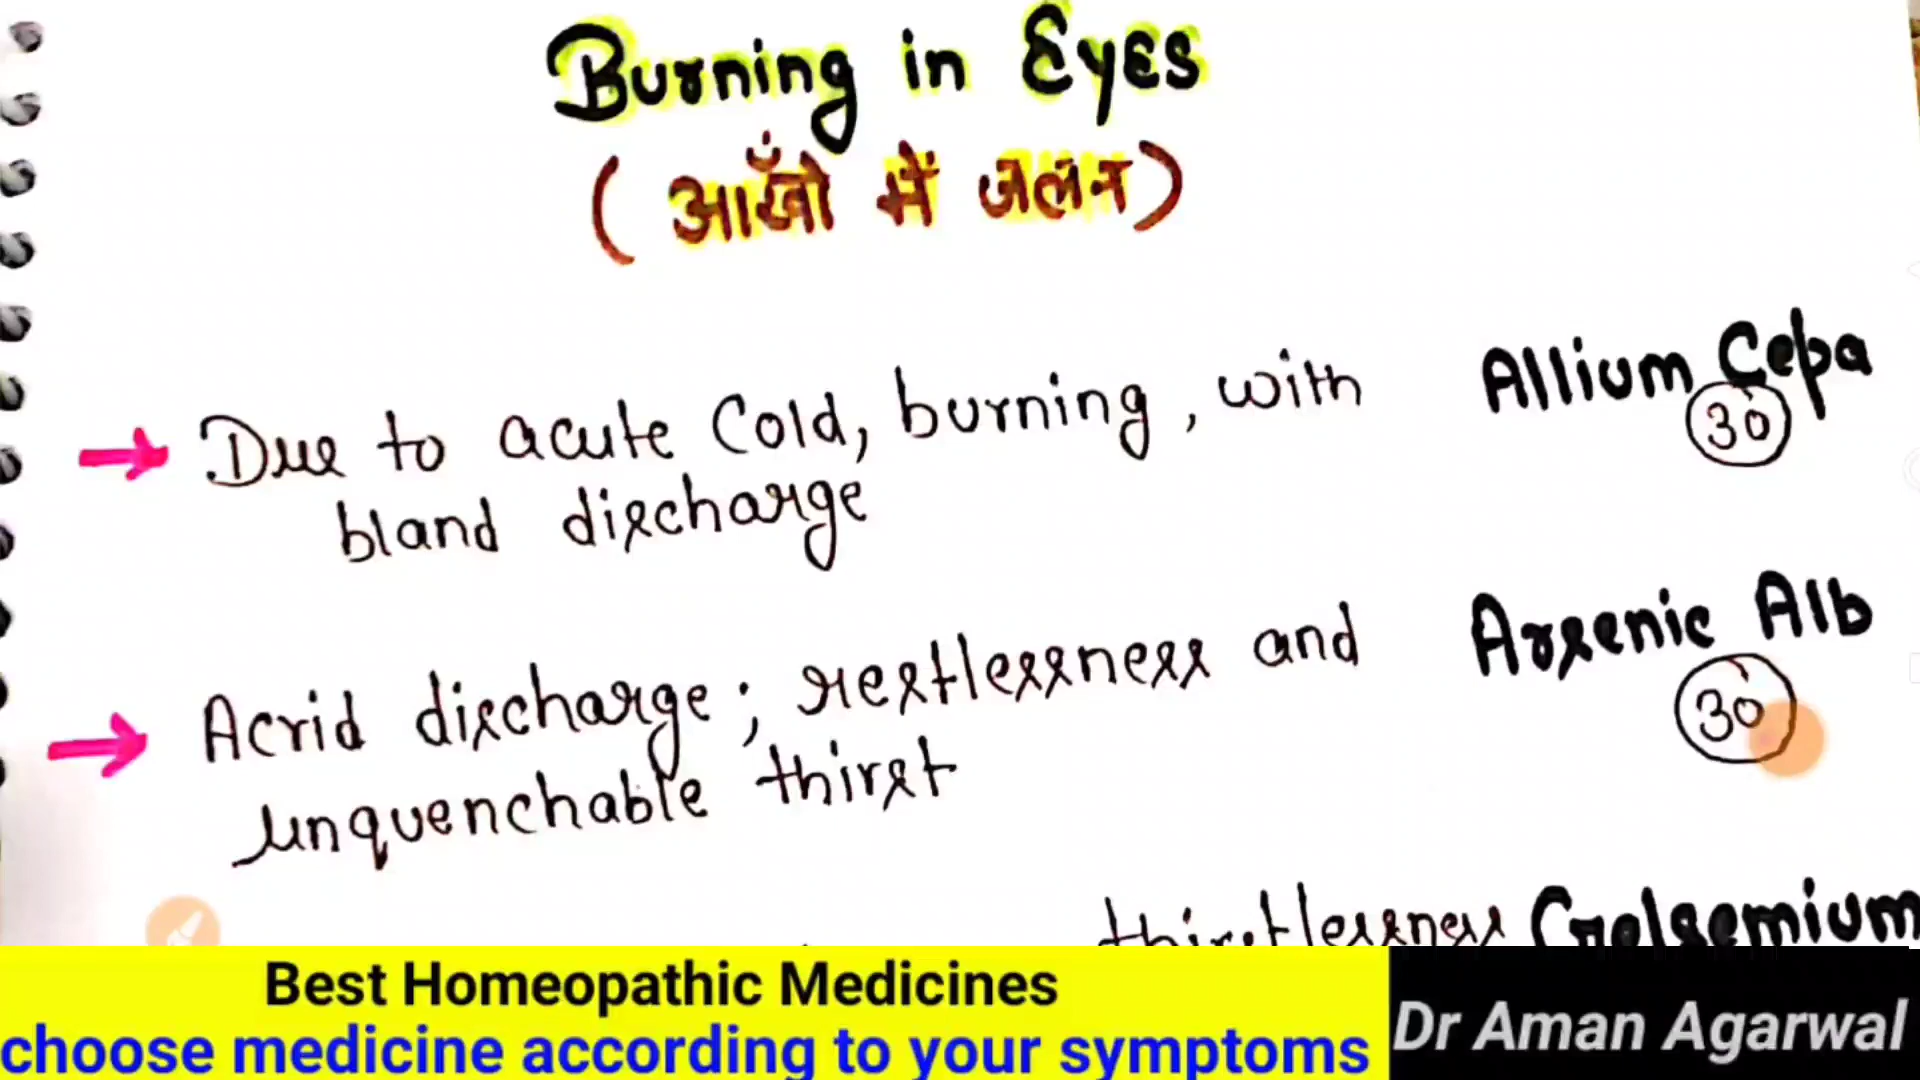 Burning in Eyes
(आँखों में जलन)
Due to acute Cold, burning, with
bland discharge
Allium Cepa
30
Acrid discharge; restlessness and
unquenchable thirst
Arsenic Alb
30
thirstlessness Gelsemium
Best Homeopathic Medicines
choose medicine according to your symptoms
Dr Aman Agarwal